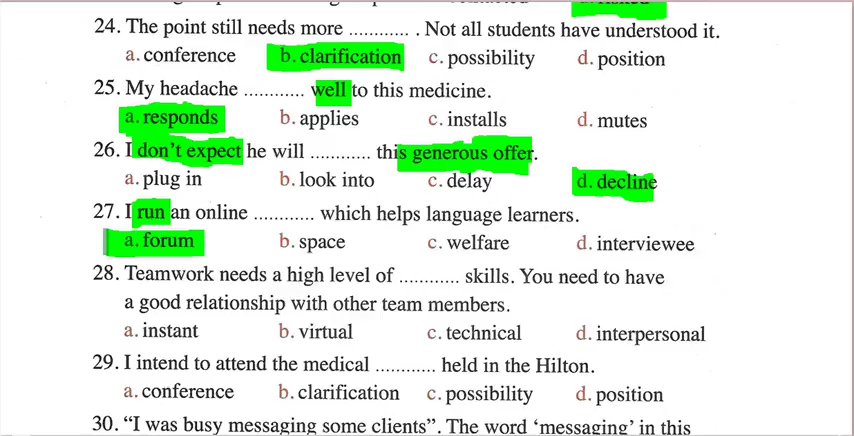 24. The point still needs more ............ . Not all students have understood it.
a. conference b. clarification c. possibility d. position
25. My headache ............ well to this medicine.
a. responds b. applies c. installs d. mutes
26. I don't expect he will ............ this generous offer.
a. plug in b. look into c. delay d. decline
27. I run an online ............ which helps language learners.
a. forum b. space c. welfare d. interviewee
28. Teamwork needs a high level of ............ skills. You need to have
a good relationship with other team members.
a. instant b. virtual c. technical d. interpersonal
29. I intend to attend the medical ............ held in the Hilton.
a. conference b. clarification c. possibility d. position
30. “I was busy messaging some clients”. The word ‘messaging’ in this